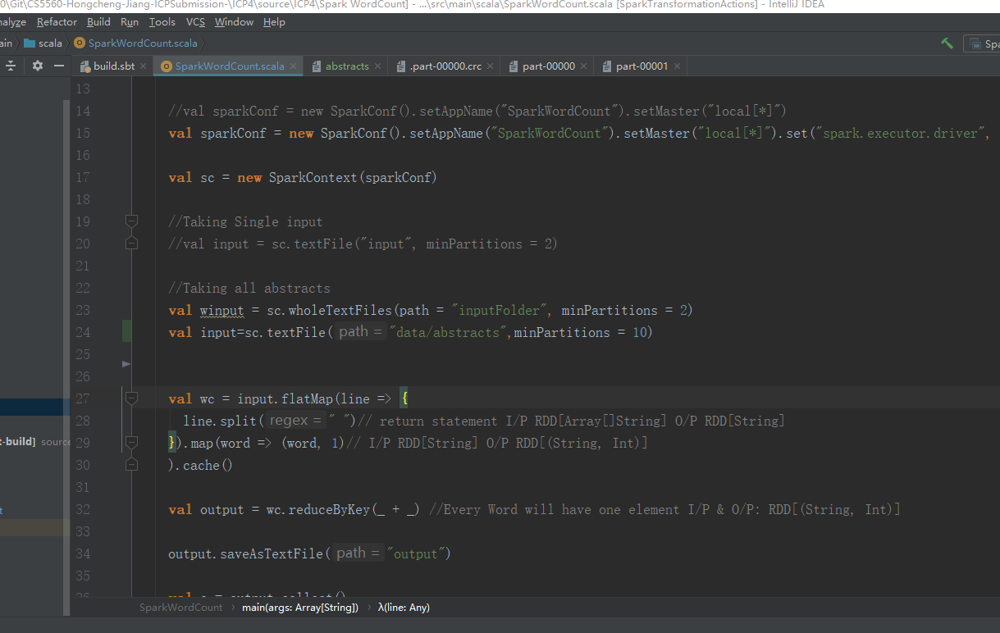 0\Git\CS5560-Hongcheng-Jiang-ICPSubmission-\ICP4\source\ICP4\Spark WordCount] - ...\src\main\scala\SparkWordCount.scala [SparkTransformationActions] - IntelliJ IDEA
nalyze Refactor Build Run Tools VCS Window Help
ain scala SparkWordCount.scala Spa
build.sbt SparkWordCount.scala abstracts .part-00000.crc part-00000 part-00001
13
14 //val sparkConf = new SparkConf().setAppName("SparkWordCount").setMaster("local[*]")
15 val sparkConf = new SparkConf().setAppName("SparkWordCount").setMaster("local[*]").set("spark.executor.driver",
16
17 val sc = new SparkContext(sparkConf)
18
19 //Taking Single input
20 //val input = sc.textFile("input", minPartitions = 2)
21
22 //Taking all abstracts
23 val winput = sc.wholeTextFiles(path = "inputFolder", minPartitions = 2)
24 val input=sc.textFile( path = "data/abstracts",minPartitions = 10)
25
26
27 val wc = input.flatMap(line => {
28 line.split( regex = " ")// return statement I/P RDD[Array[]String] O/P RDD[String]
t-build] source 29 }).map(word => (word, 1)// I/P RDD[String] O/P RDD[(String, Int)]
30 ).cache()
31
32 val output = wc.reduceByKey(_ + _) //Every Word will have one element I/P & O/P: RDD[(String, Int)]
33
34 output.saveAsTextFile( path = "output")
35
36 val o = output.collect()
SparkWordCount main(args: Array[String]) λ(line: Any)